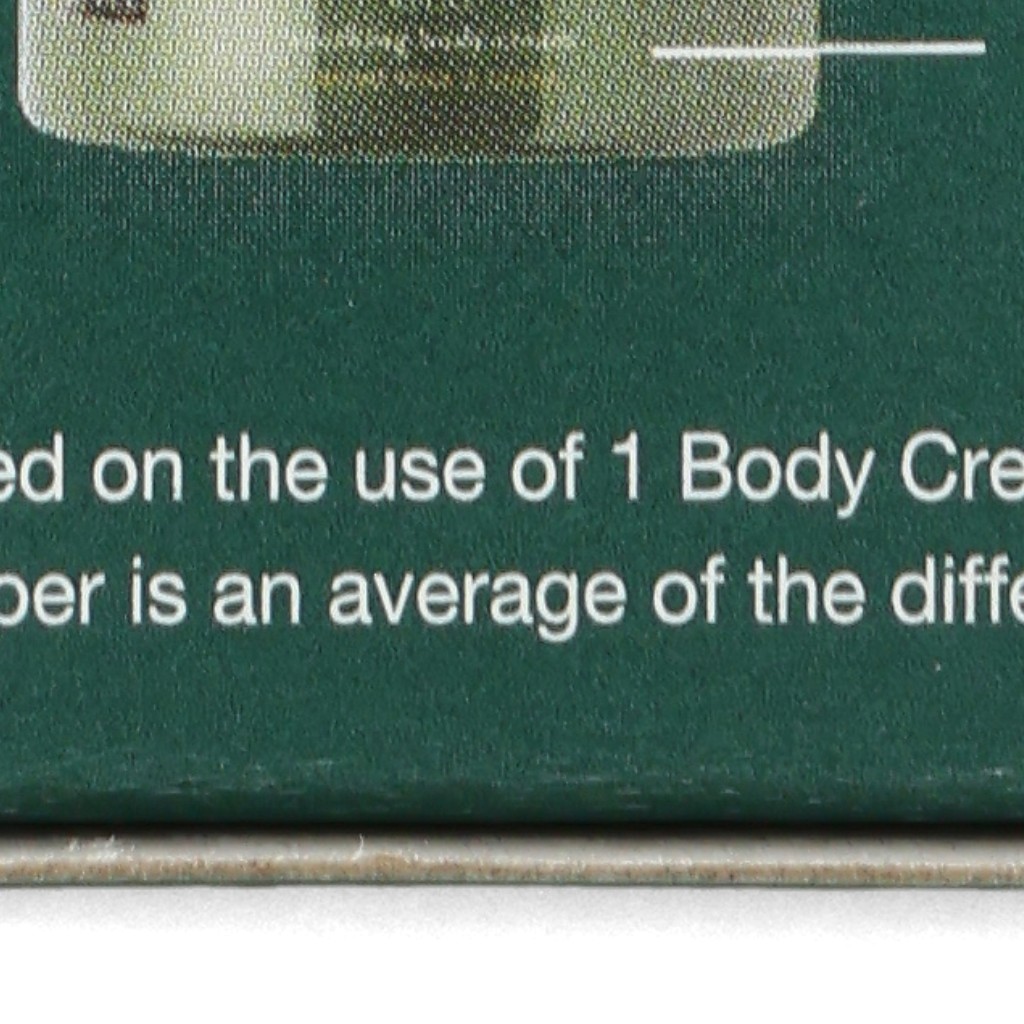 ed on the use of 1 Body Cre
ber is an average of the diffe